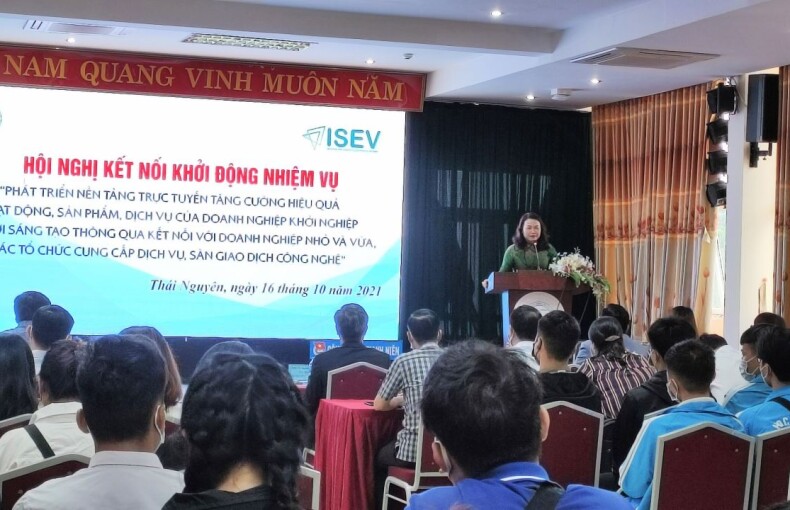 NAM QUANG VINH MUÔN NĂM
ISEV
HỘI NGHỊ KẾT NỐI KHỞI ĐỘNG NHIỆM VỤ
"PHÁT TRIỂN NỀN TẢNG TRỰC TUYẾN TĂNG CƯỜNG HIỆU QUẢ
ẠT ĐỘNG, SẢN PHẨM, DỊCH VỤ CỦA DOANH NGHIỆP KHỞI NGHIỆP
SÁNG TẠO THÔNG QUA KẾT NỐI VỚI DOANH NGHIỆP NHỎ VÀ VỪA,
ÁC TỔ CHỨC CUNG CẤP DỊCH VỤ, SÀN GIAO DỊCH CÔNG NGHỆ"
Thái Nguyên, ngày 16 tháng 10 năm 2021